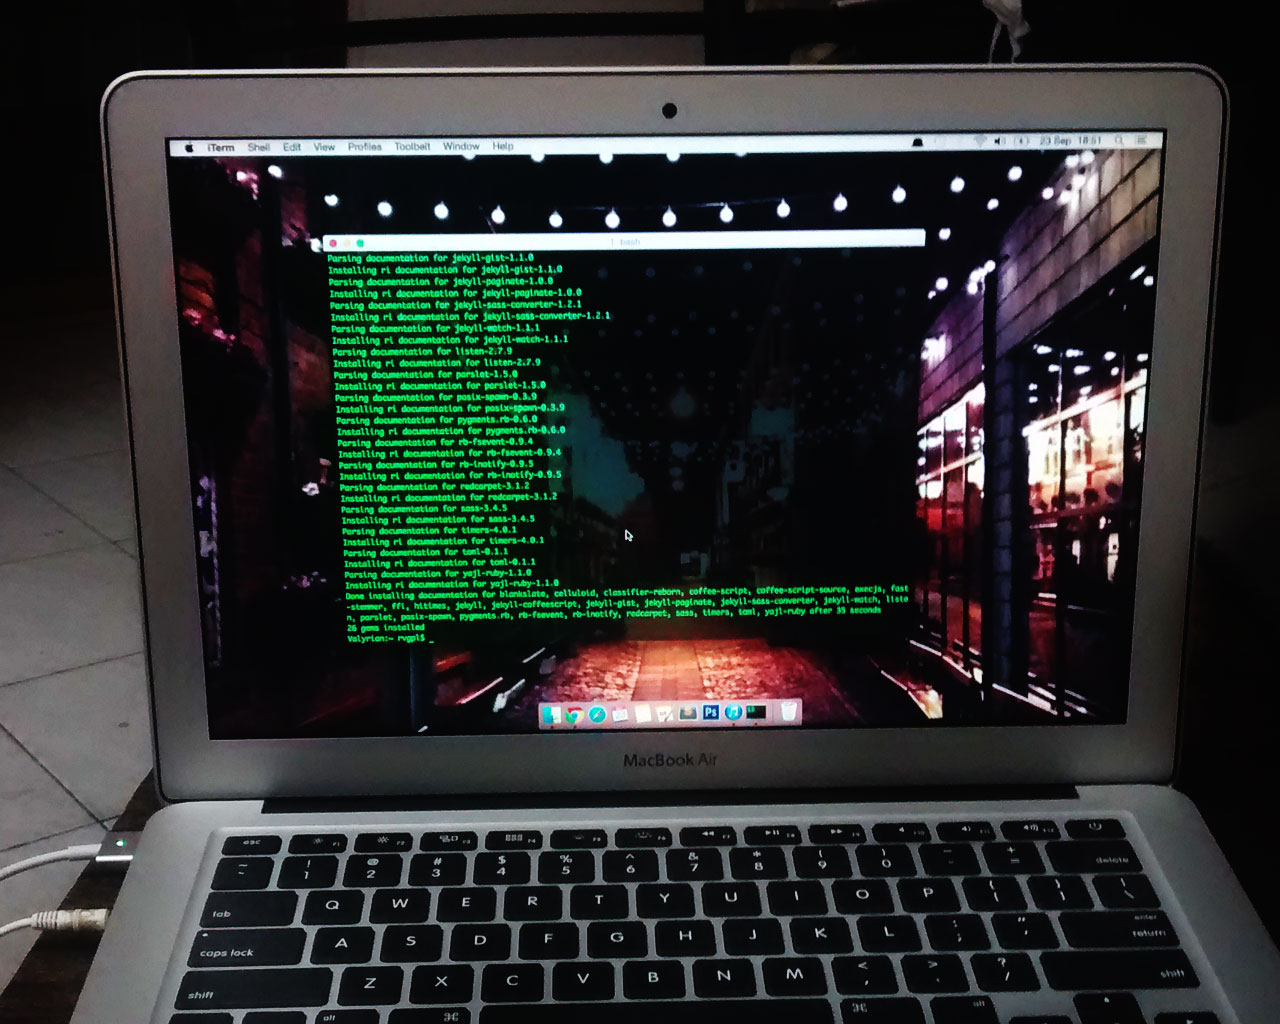 iTerm Shell Edit View Profiles Toolbelt Window Help 23 Sep 18:51
1. bash
Parsing documentation for jekyll-gist-1.1.0
Installing ri documentation for jekyll-gist-1.1.0
Parsing documentation for jekyll-paginate-1.0.0
Installing ri documentation for jekyll-paginate-1.0.0
Parsing documentation for jekyll-sass-converter-1.2.1
Installing ri documentation for jekyll-sass-converter-1.2.1
Parsing documentation for jekyll-watch-1.1.1
Installing ri documentation for jekyll-watch-1.1.1
Parsing documentation for listen-2.7.9
Installing ri documentation for listen-2.7.9
Parsing documentation for parslet-1.5.0
Installing ri documentation for parslet-1.5.0
Parsing documentation for posix-spawn-0.3.9
Installing ri documentation for posix-spawn-0.3.9
Parsing documentation for pygments.rb-0.6.0
Installing ri documentation for pygments.rb-0.6.0
Parsing documentation for rb-fsevent-0.9.4
Installing ri documentation for rb-fsevent-0.9.4
Parsing documentation for rb-inotify-0.9.5
Installing ri documentation for rb-inotify-0.9.5
Parsing documentation for redcarpet-3.1.2
Installing ri documentation for redcarpet-3.1.2
Parsing documentation for sass-3.4.5
Installing ri documentation for sass-3.4.5
Parsing documentation for timers-4.0.1
Installing ri documentation for timers-4.0.1
Parsing documentation for toml-0.1.1
Installing ri documentation for toml-0.1.1
Parsing documentation for yajl-ruby-1.1.0
Installing ri documentation for yajl-ruby-1.1.0
Done installing documentation for blankslate, celluloid, classifier-reborn, coffee-script, coffee-script-source, execjs, fast
-stemmer, ffi, hitimes, jekyll, jekyll-coffeescript, jekyll-gist, jekyll-paginate, jekyll-sass-converter, jekyll-watch, liste
n, parslet, posix-spawn, pygments.rb, rb-fsevent, rb-inotify, redcarpet, sass, timers, toml, yajl-ruby after 35 seconds
26 gems installed
Valyrian:~ rvgpl$ _
Ps
MacBook Air
esc F1 F2 F3 F4 F5 F6 F7 F8 F9 F10 F11 F12
~ ! @ # $ % ^ & * ( ) _ +
` 1 2 3 4 5 6 7 8 9 0 - = delete
tab Q W E R T Y U I O P { [ } ] | \
caps lock A S D F G H J K L : ; " ' enter return
shift Z X C V B N M < , > . ? / shift
alt ⌘ ⌘ alt